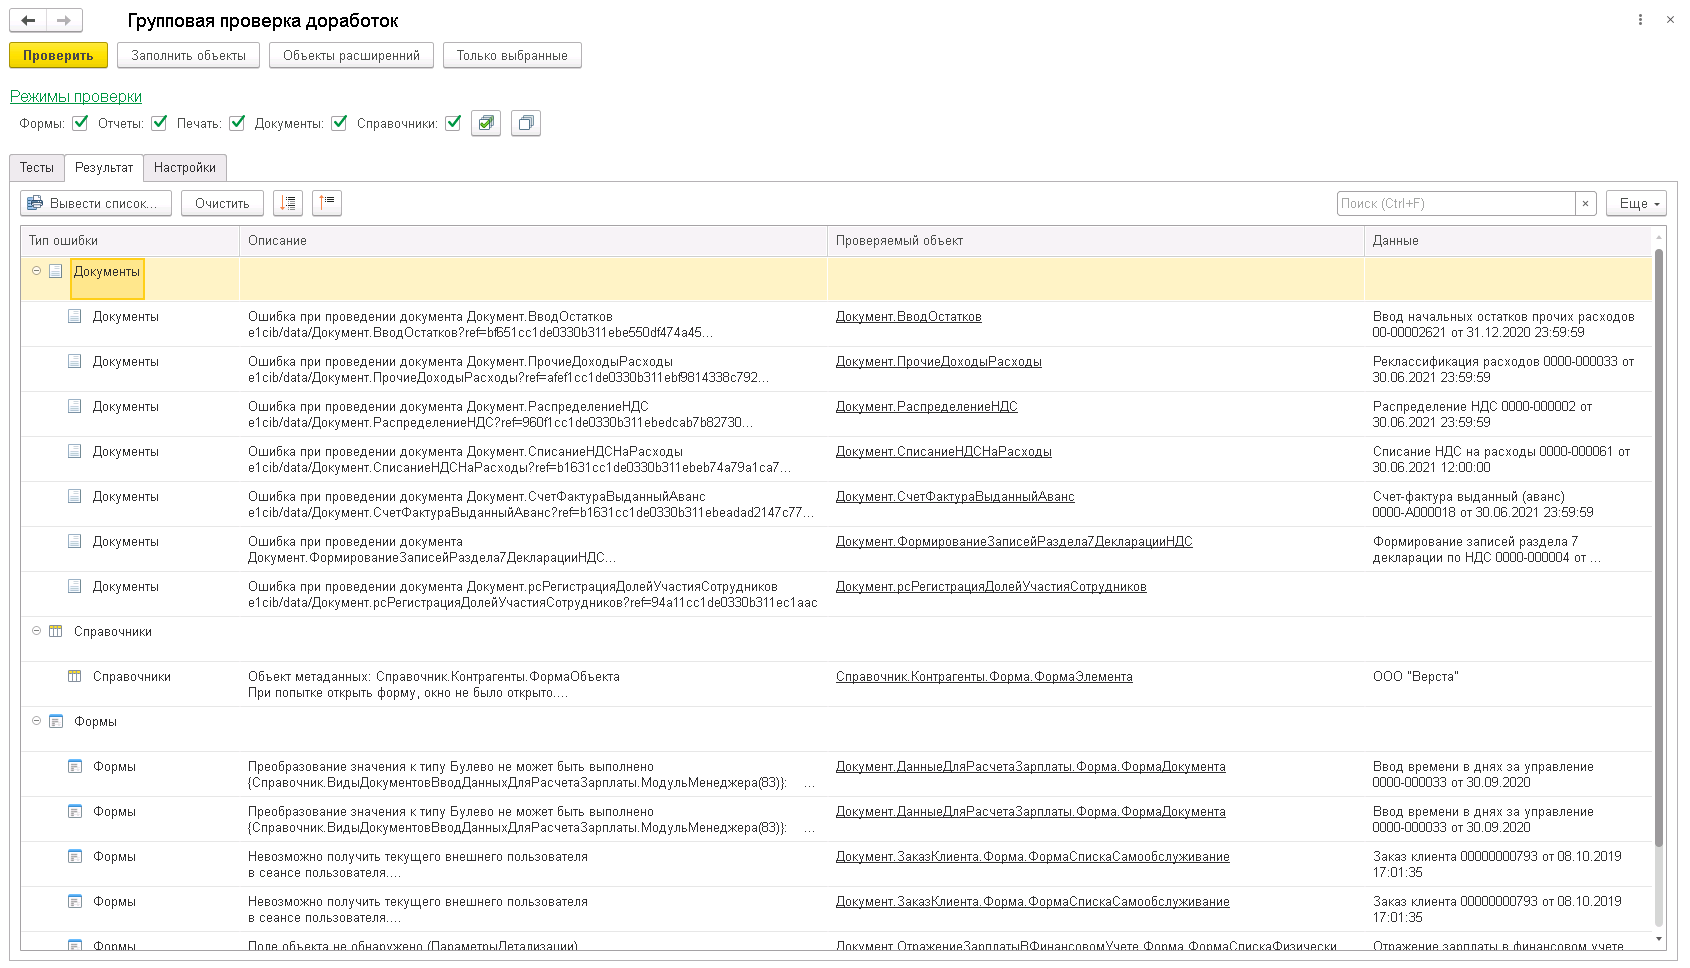 Групповая проверка доработок
Проверить Заполнить объекты Объекты расширений Только выбранные
Режимы проверки
Формы: Отчеты: Печать: Документы: Справочники:
Тесты Результат Настройки
Вывести список... Очистить Поиск (Ctrl+F) × Еще
Тип ошибки Описание Проверяемый объект Данные
Документы
Документы Ошибка при проведении документа Документ.ВводОстатков Документ.ВводОстатков Ввод начальных остатков прочих расходов
e1cib/data/Документ.ВводОстатков?ref=bf651cc1de0330b311ebe550df474a45... 00-00002621 от 31.12.2020 23:59:59
Документы Ошибка при проведении документа Документ.ПрочиеДоходыРасходы Документ.ПрочиеДоходыРасходы Реклассификация расходов 0000-000033 от
e1cib/data/Документ.ПрочиеДоходыРасходы?ref=afef1cc1de0330b311ebf9814338c792... 30.06.2021 23:59:59
Документы Ошибка при проведении документа Документ.РаспределениеНДС Документ.РаспределениеНДС Распределение НДС 0000-000002 от
e1cib/data/Документ.РаспределениеНДС?ref=960f1cc1de0330b311ebedcab7b82730... 30.06.2021 23:59:59
Документы Ошибка при проведении документа Документ.СписаниеНДСНаРасходы Документ.СписаниеНДСНаРасходы Списание НДС на расходы 0000-000061 от
e1cib/data/Документ.СписаниеНДСНаРасходы?ref=b1631cc1de0330b311ebeb74a79a1ca7... 30.06.2021 12:00:00
Документы Ошибка при проведении документа Документ.СчетФактураВыданныйАванс Документ.СчетФактураВыданныйАванс Счет-фактура выданный (аванс)
e1cib/data/Документ.СчетФактураВыданныйАванс?ref=b1631cc1de0330b311ebeadad2147c77... 0000-А000018 от 30.06.2021 23:59:59
Документы Ошибка при проведении документа Документ.ФормированиеЗаписейРаздела7ДекларацииНДС Формирование записей раздела 7
Документ.ФормированиеЗаписейРаздела7ДекларацииНДС... декларации по НДС 0000-000004 от ...
Документы Ошибка при проведении документа Документ.рсРегистрацияДолейУчастияСотрудников Документ.рсРегистрацияДолейУчастияСотрудников
e1cib/data/Документ.рсРегистрацияДолейУчастияСотрудников?ref=94a11cc1de0330b311ec1aac
Справочники
Справочники Объект метаданных: Справочник.Контрагенты.ФормаОбъекта Справочник.Контрагенты.Форма.ФормаЭлемента ООО "Верста"
При попытке открыть форму, окно не было открыто....
Формы
Формы Преобразование значения к типу Булево не может быть выполнено Документ.ДанныеДляРасчетаЗарплаты.Форма.ФормаДокумента Ввод времени в днях за управление
{Справочник.ВидыДокументовВводДанныхДляРасчетаЗарплаты.МодульМенеджера(83)}: ... 0000-000033 от 30.09.2020
Формы Преобразование значения к типу Булево не может быть выполнено Документ.ДанныеДляРасчетаЗарплаты.Форма.ФормаДокумента Ввод времени в днях за управление
{Справочник.ВидыДокументовВводДанныхДляРасчетаЗарплаты.МодульМенеджера(83)}: ... 0000-000033 от 30.09.2020
Формы Невозможно получить текущего внешнего пользователя Документ.ЗаказКлиента.Форма.ФормаСпискаСамообслуживание Заказ клиента 00000000793 от 08.10.2019
в сеансе пользователя.... 17:01:35
Формы Невозможно получить текущего внешнего пользователя Документ.ЗаказКлиента.Форма.ФормаСпискаСамообслуживание Заказ клиента 00000000793 от 08.10.2019
в сеансе пользователя.... 17:01:35
Формы Поле объекта не обнаружено (ПараметрыДетализации) Документ.ОтражениеЗарплатыВФинансовомУчете.Форма.ФормаСпискаФизически Отражение зарплаты в финансовом учете